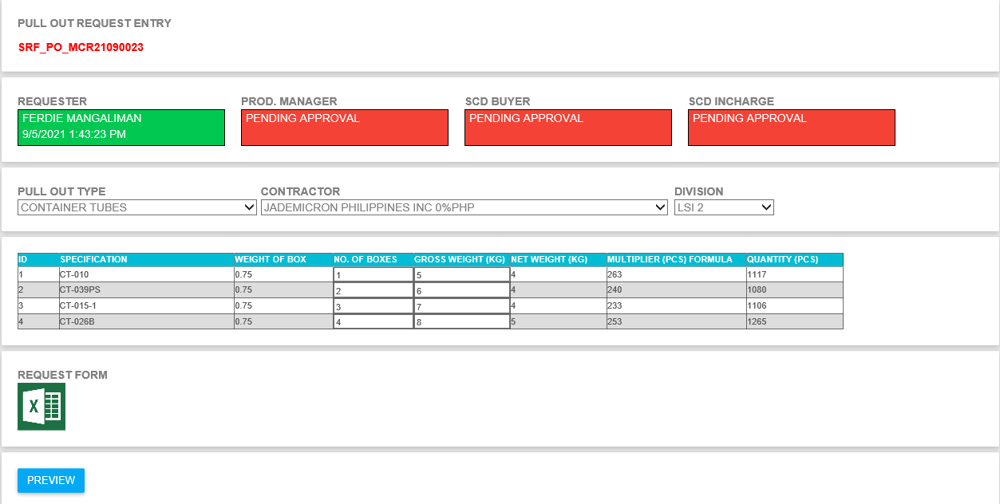 PULL OUT REQUEST ENTRY
SRF_PO_MCR21090023
REQUESTER PROD. MANAGER SCD BUYER SCD INCHARGE
FERDIE MANGALIMAN PENDING APPROVAL PENDING APPROVAL PENDING APPROVAL
9/5/2021 1:43:23 PM
PULL OUT TYPE CONTRACTOR DIVISION
CONTAINER TUBES JADEMICRON PHILIPPINES INC 0%PHP LSI 2
ID SPECIFICATION WEIGHT OF BOX NO. OF BOXES GROSS WEIGHT (KG) NET WEIGHT (KG) MULTIPLIER (PCS) FORMULA QUANTITY (PCS)
1 CT-010 0.75 1 5 4 263 1117
2 CT-039PS 0.75 2 6 4 240 1080
3 CT-015-1 0.75 3 7 4 233 1106
4 CT-026B 0.75 4 8 5 253 1265
REQUEST FORM
X
PREVIEW